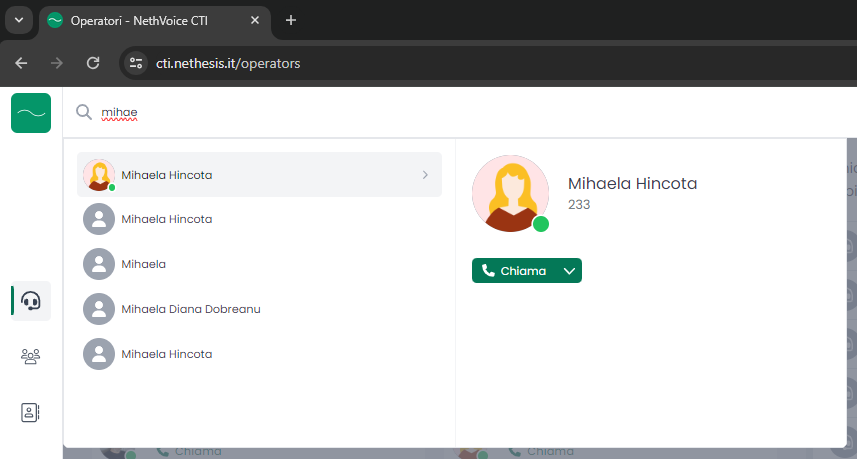 Operatori - NethVoice CTI
cti.nethesis.it/operators
mihae
Mihaela Hincota
Mihaela Hincota
Mihaela
Mihaela Diana Dobreanu
Mihaela Hincota
Mihaela Hincota
233
Chiama
Chiama
Chiama